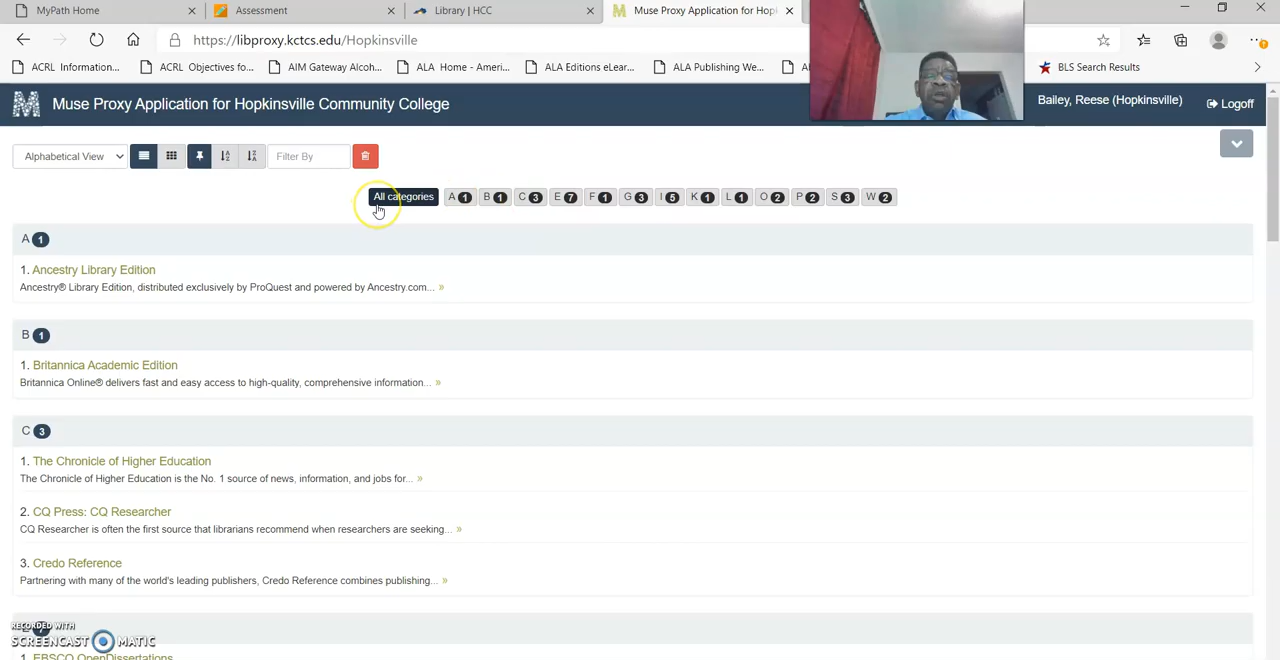 MyPath Home
Assessment
Library | HCC
Muse Proxy Application for Hopl
https://libproxy.kctcs.edu/Hopkinsville
ACRL Information...
ACRL Objectives fo...
AIM Gateway Alcoh...
ALA Home - Ameri...
ALA Editions eLear...
ALA Publishing We...
BLS Search Results
Muse Proxy Application for Hopkinsville Community College
Bailey, Reese (Hopkinsville)
Logoff
Alphabetical View
Filter By
All categories A 1 B 1 C 3 E 7 F 1 G 3 I 5 K 1 L 1 O 2 P 2 S 3 W 2
A 1
1. Ancestry Library Edition
Ancestry® Library Edition, distributed exclusively by ProQuest and powered by Ancestry.com... »
B 1
1. Britannica Academic Edition
Britannica Online® delivers fast and easy access to high-quality, comprehensive information... »
C 3
1. The Chronicle of Higher Education
The Chronicle of Higher Education is the No. 1 source of news, information, and jobs for... »
2. CQ Press: CQ Researcher
CQ Researcher is often the first source that librarians recommend when researchers are seeking... »
3. Credo Reference
Partnering with many of the world's leading publishers, Credo Reference combines publishing... »
RECORDED WITH
SCREENCAST MATIC
1. EBSCO OpenDissertations